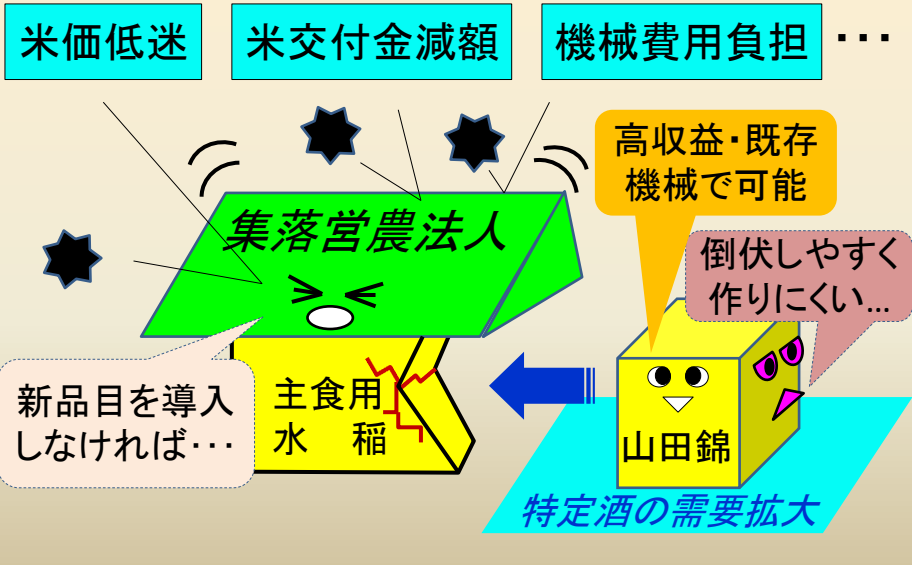 米価低迷
米交付金減額
機械費用負担
･･･
高収益・既存
機械で可能
集落営農法人
倒伏しやすく
作りにくい…
新品目を導入
しなければ･･･
主食用
水　稲
山田錦
特定酒の需要拡大